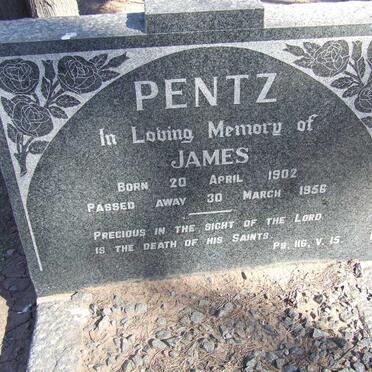 PENTZ
In Loving Memory of
JAMES
BORN 20 APRIL 1902
PASSED AWAY 30 MARCH 1956
PRECIOUS IN THE SIGHT OF THE LORD
IS THE DEATH OF HIS SAINTS.
PS. 116. V. 15